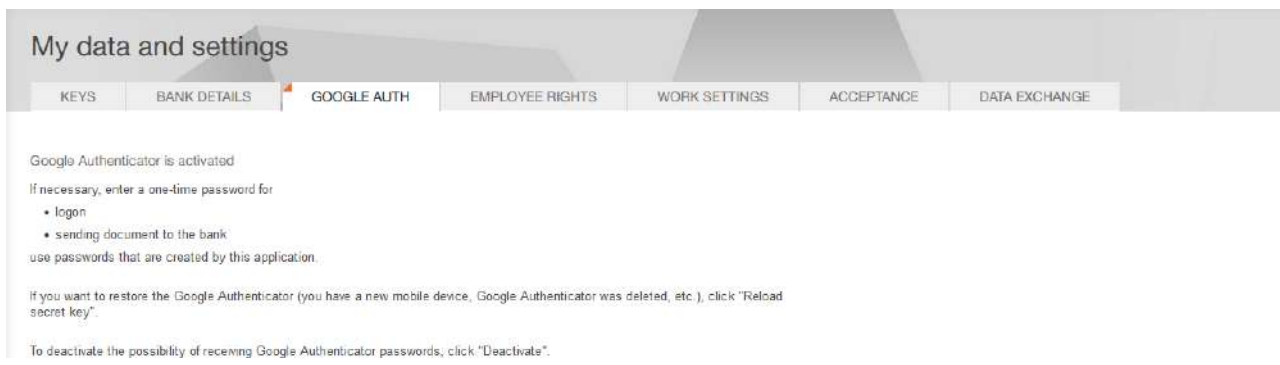 My data and settings
KEYS BANK DETAILS GOOGLE AUTH EMPLOYEE RIGHTS WORK SETTINGS ACCEPTANCE DATA EXCHANGE
Google Authenticator is activated
If necessary, enter a one-time password for
• logon
• sending document to the bank
use passwords that are created by this application.
If you want to restore the Google Authenticator (you have a new mobile device, Google Authenticator was deleted, etc.), click "Reload
secret key".
To deactivate the possibility of receiving Google Authenticator passwords, click "Deactivate".